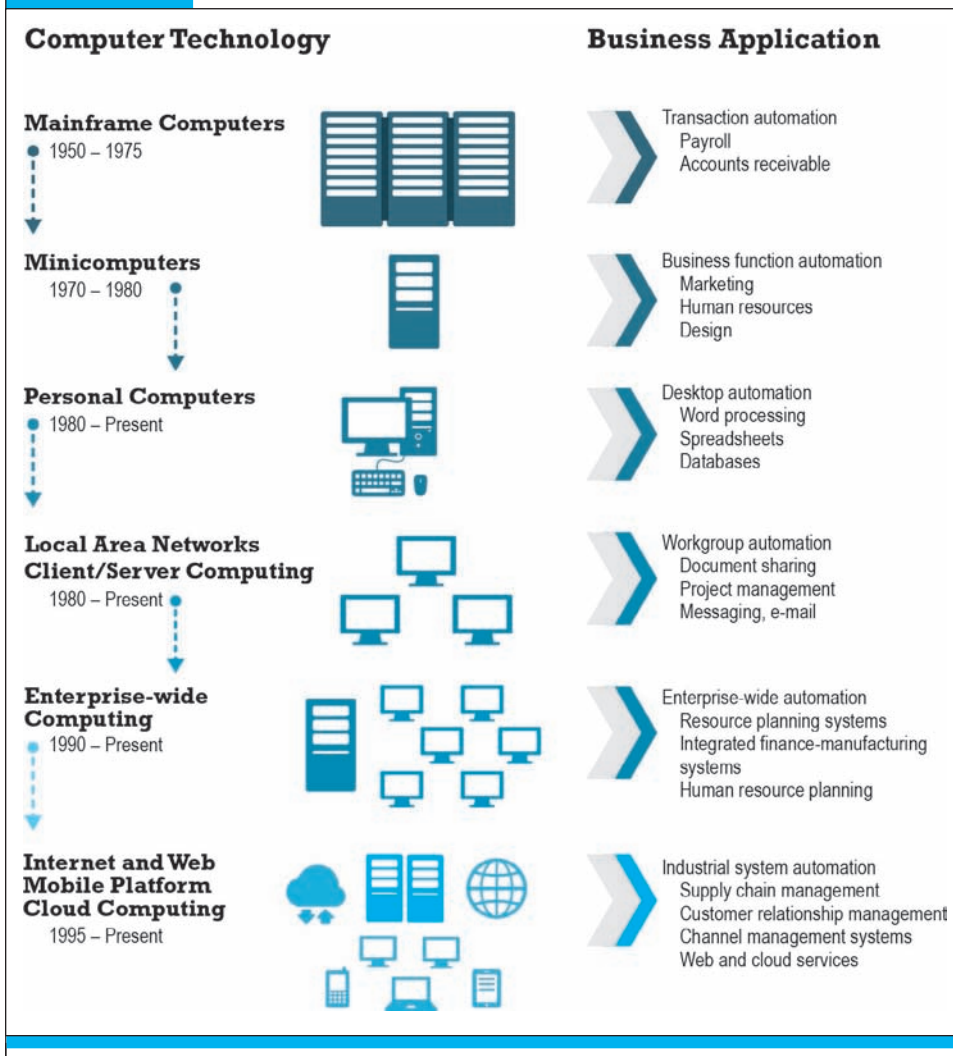 Computer Technology
Business Application
Mainframe Computers
1950 – 1975
Transaction automation
Payroll
Accounts receivable
Minicomputers
1970 – 1980
Business function automation
Marketing
Human resources
Design
Personal Computers
1980 – Present
Desktop automation
Word processing
Spreadsheets
Databases
Local Area Networks
Client/Server Computing
1980 – Present
Workgroup automation
Document sharing
Project management
Messaging, e-mail
Enterprise-wide
Computing
1990 – Present
Enterprise-wide automation
Resource planning systems
Integrated finance-manufacturing
systems
Human resource planning
Internet and Web
Mobile Platform
Cloud Computing
1995 – Present
Industrial system automation
Supply chain management
Customer relationship management
Channel management systems
Web and cloud services